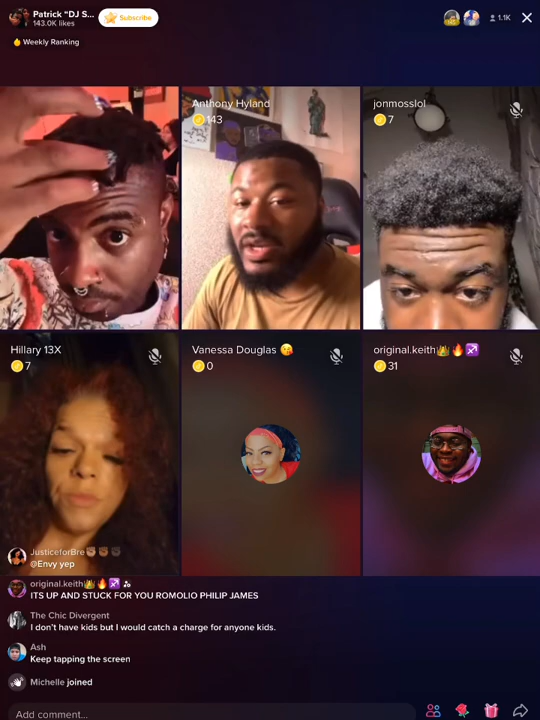 Patrick "DJ S...
143.0K likes
Subscribe
1.1K
Weekly Ranking
Anthony Hyland
143
jonmosslol
7
Hillary 13X
7
Vanessa Douglas 😘
0
original.keith👑🔥♐
31
JusticeforBre✊🏽✊🏾✊🏿
@Envy yep
original.keith👑🔥♐
ITS UP AND STUCK FOR YOU ROMOLIO PHILIP JAMES
The Chic Divergent
I don't have kids but I would catch a charge for anyone kids.
Ash
Keep tapping the screen
Michelle joined
Add comment...